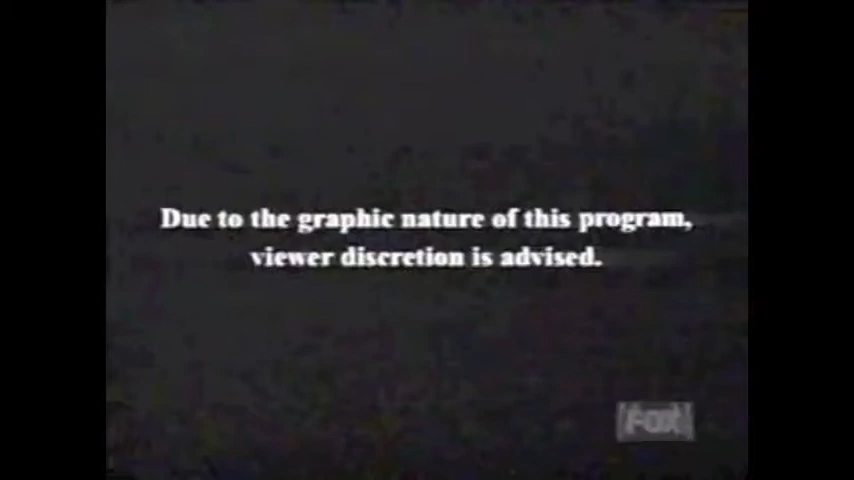 Due to the graphic nature of this program,
viewer discretion is advised.
FOX